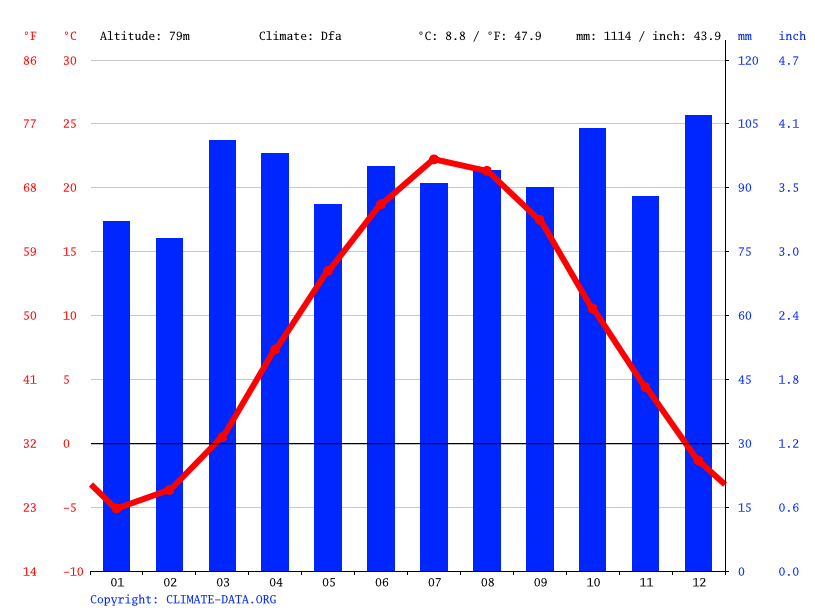 °F °C Altitude: 79m Climate: Dfa °C: 8.8 / °F: 47.9 mm: 1114 / inch: 43.9 mm inch
86 30 120 4.7
77 25 105 4.1
68 20 90 3.5
59 15 75 3.0
50 10 60 2.4
41 5 45 1.8
32 0 30 1.2
23 -5 15 0.6
14 -10 0 0.0
01 02 03 04 05 06 07 08 09 10 11 12
Copyright: CLIMATE-DATA.ORG